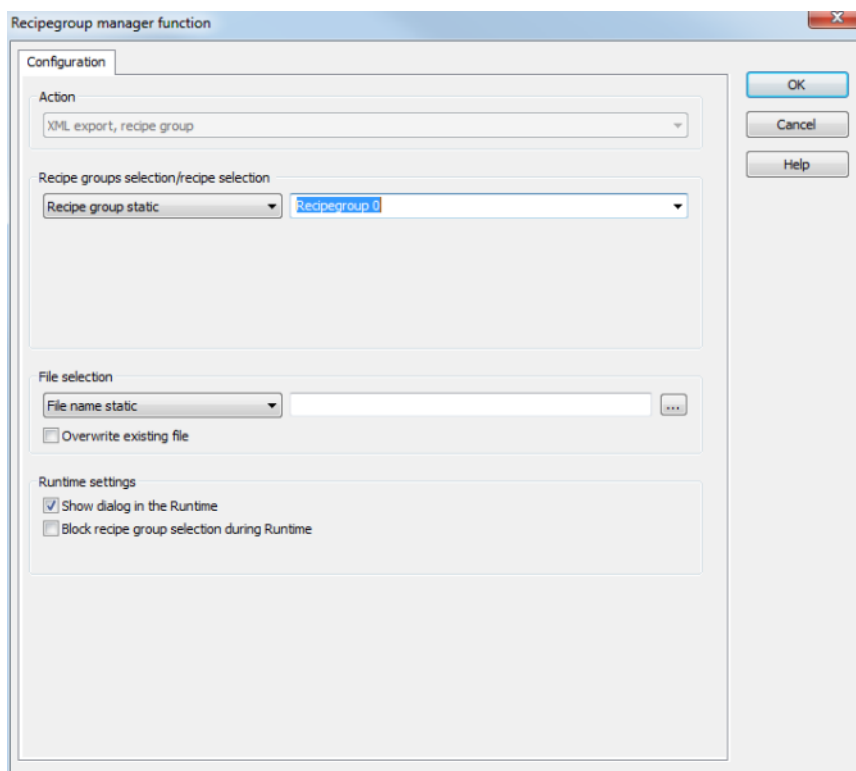 Recipegroup manager function
Configuration
OK
Action
XML export, recipe group
Cancel
Help
Recipe groups selection/recipe selection
Recipe group static Recipegroup 0
File selection
File name static ...
Overwrite existing file
Runtime settings
Show dialog in the Runtime
Block recipe group selection during Runtime